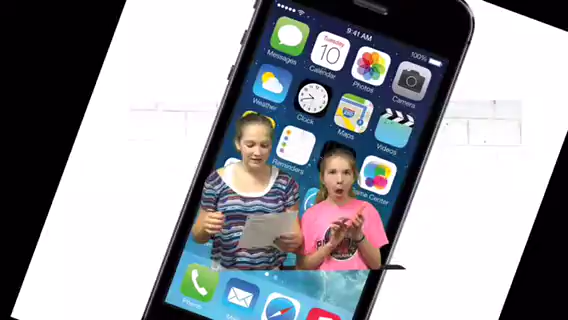 9:41 AM 100%
Messages
Tuesday
10
Calendar
Photos
Camera
Weather
Clock
Maps
Videos
Reminders
Game Center
Phone